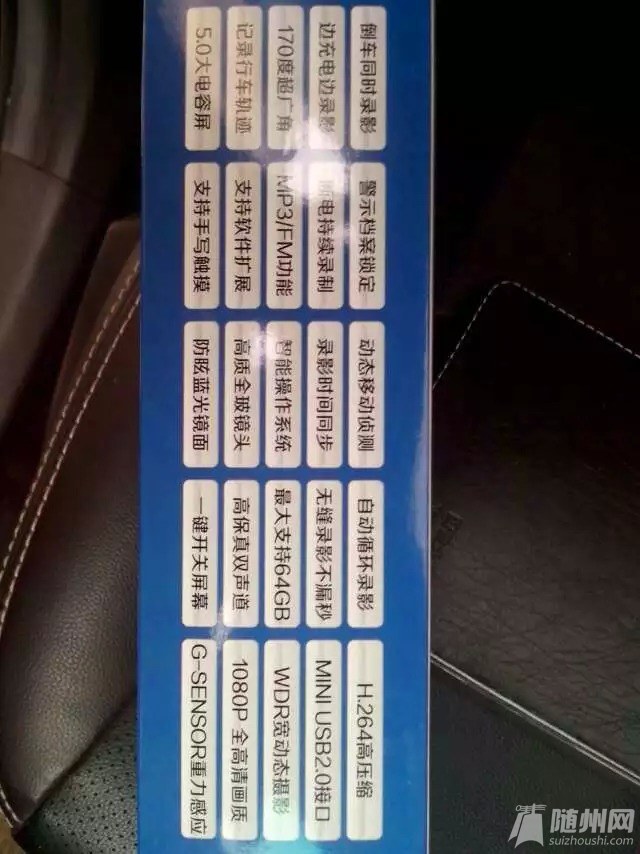 倒车同时录影 警示档案锁定 动态移动侦测 自动循环录影 H.264高压缩
边充电边录影 电持续录制 录影时间同步 无缝录影不漏秒 MINI USB2.0接口
170度超广角 MP3/FM功能 智能操作系统 最大支持64GB WDR宽动态摄影
记录行车轨迹 支持软件扩展 高质全玻镜头 高保真双声道 1080P 全高清画质
5.0大电容屏 支持手写触摸 防眩蓝光镜面 一键开关屏幕 G-SENSOR重力感应
随州网
suizhoushi.com